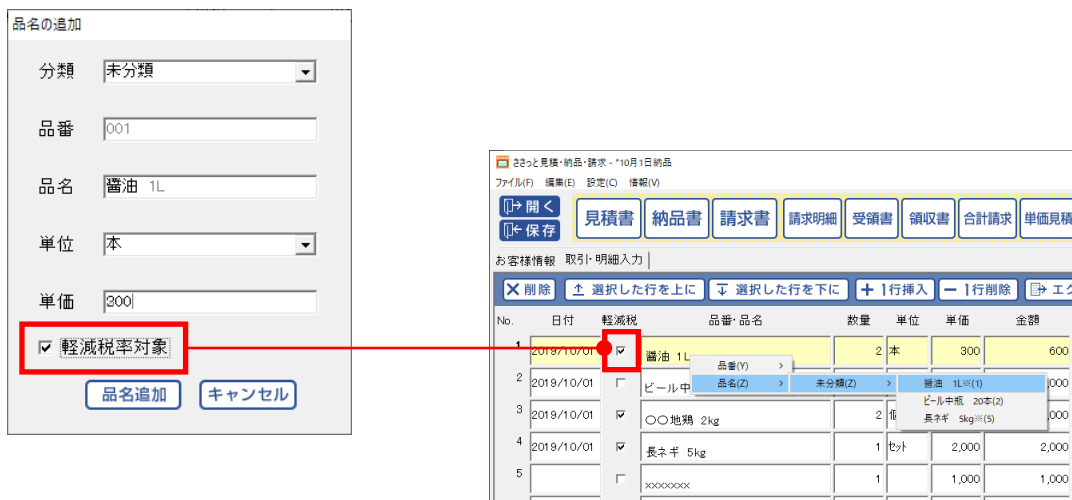 品名の追加
分類 未分類
品番 001
品名 醤油 1L
単位 本
単価 300
軽減税率対象
品名追加 キャンセル
ささっと見積・納品・請求 - *10月1日納品
ファイル(F) 編集(E) 設定(C) 情報(V)
開く
保存
見積書 納品書 請求書 請求明細 受領書 領収書 合計請求 単価見積
お客様情報 取引・明細入力
削除 選択した行を上に 選択した行を下に 1行挿入 1行削除 エク
No. 日付 軽減税 品番・品名 数量 単位 単価 金額
1 2019/10/01 醤油 1L 2 本 300 600
品番(Y)
品名(Z) 未分類(Z) 醤油 1L※(1)
ビール中瓶 20本(2)
長ネギ 5kg※(5)
2 2019/10/01 ビール中 ,000
3 2019/10/01 〇〇地鶏 2kg 2 ,000
4 2019/10/01 長ネギ 5kg 1 セット 2,000 2,000
5 xxxxxxx 1 1,000 1,000